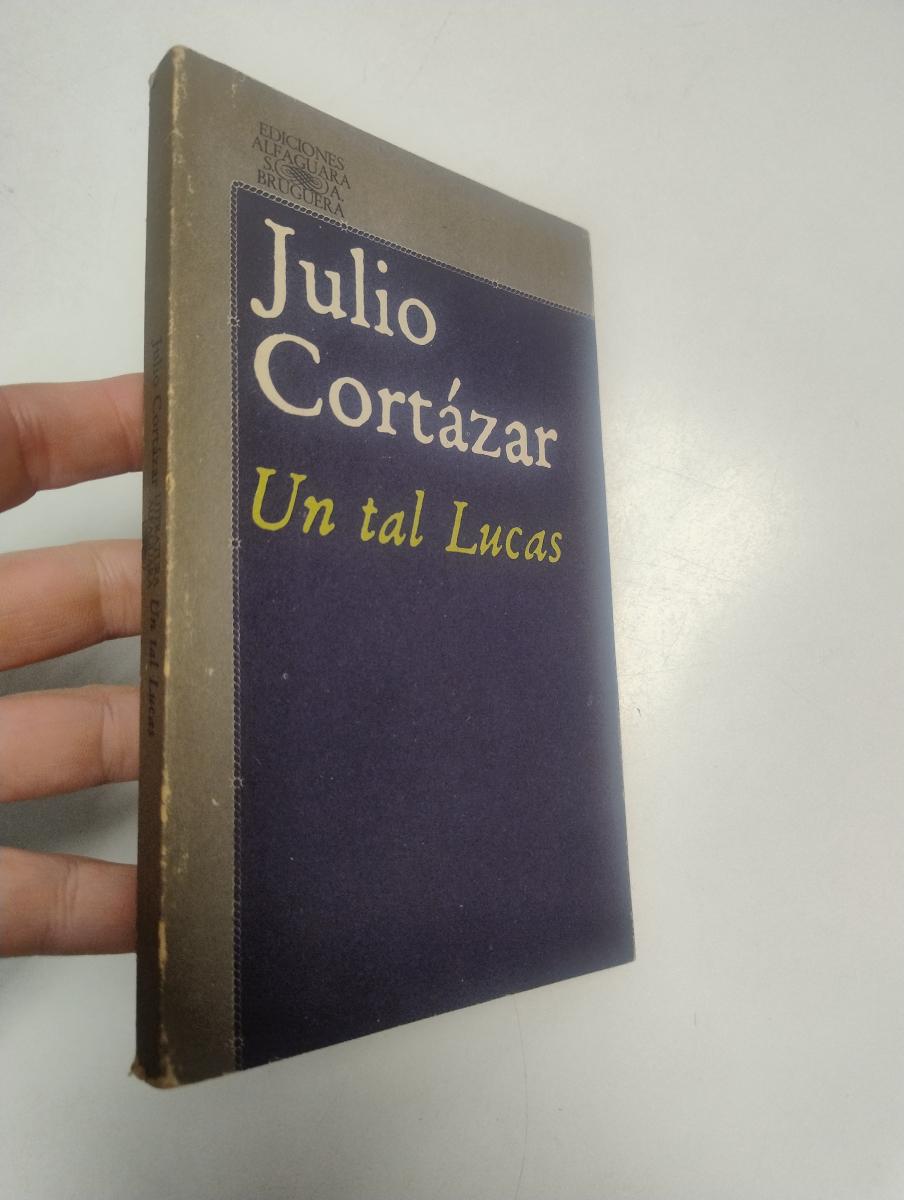 EDICIONES
ALFAGUARA
S. A.
BRUGUERA
Julio
Cortázar
Un tal Lucas
Julio Cortázar Un tal Lucas